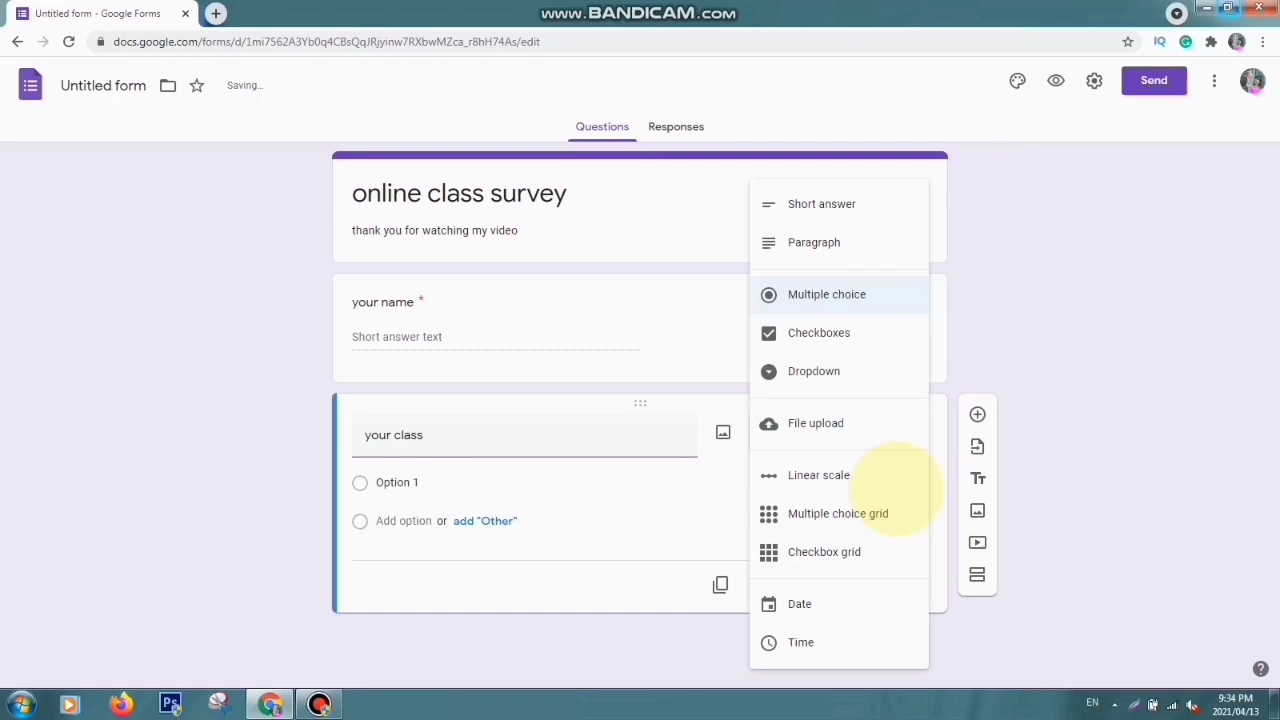 Untitled form - Google Forms
www.BANDICAM.com
docs.google.com/forms/d/1mi7562A3Yb0q4CBsQqJRjyinw7RXbwMZca_r8hH74As/edit
Untitled form
Saving...
Send
Questions
Responses
online class survey
thank you for watching my video
your name *
Short answer text
your class
Option 1
Add option or add "Other"
Short answer
Paragraph
Multiple choice
Checkboxes
Dropdown
File upload
Linear scale
Multiple choice grid
Checkbox grid
Date
Time
Tт
IQ
Ps
EN
9:34 PM
2021/04/13